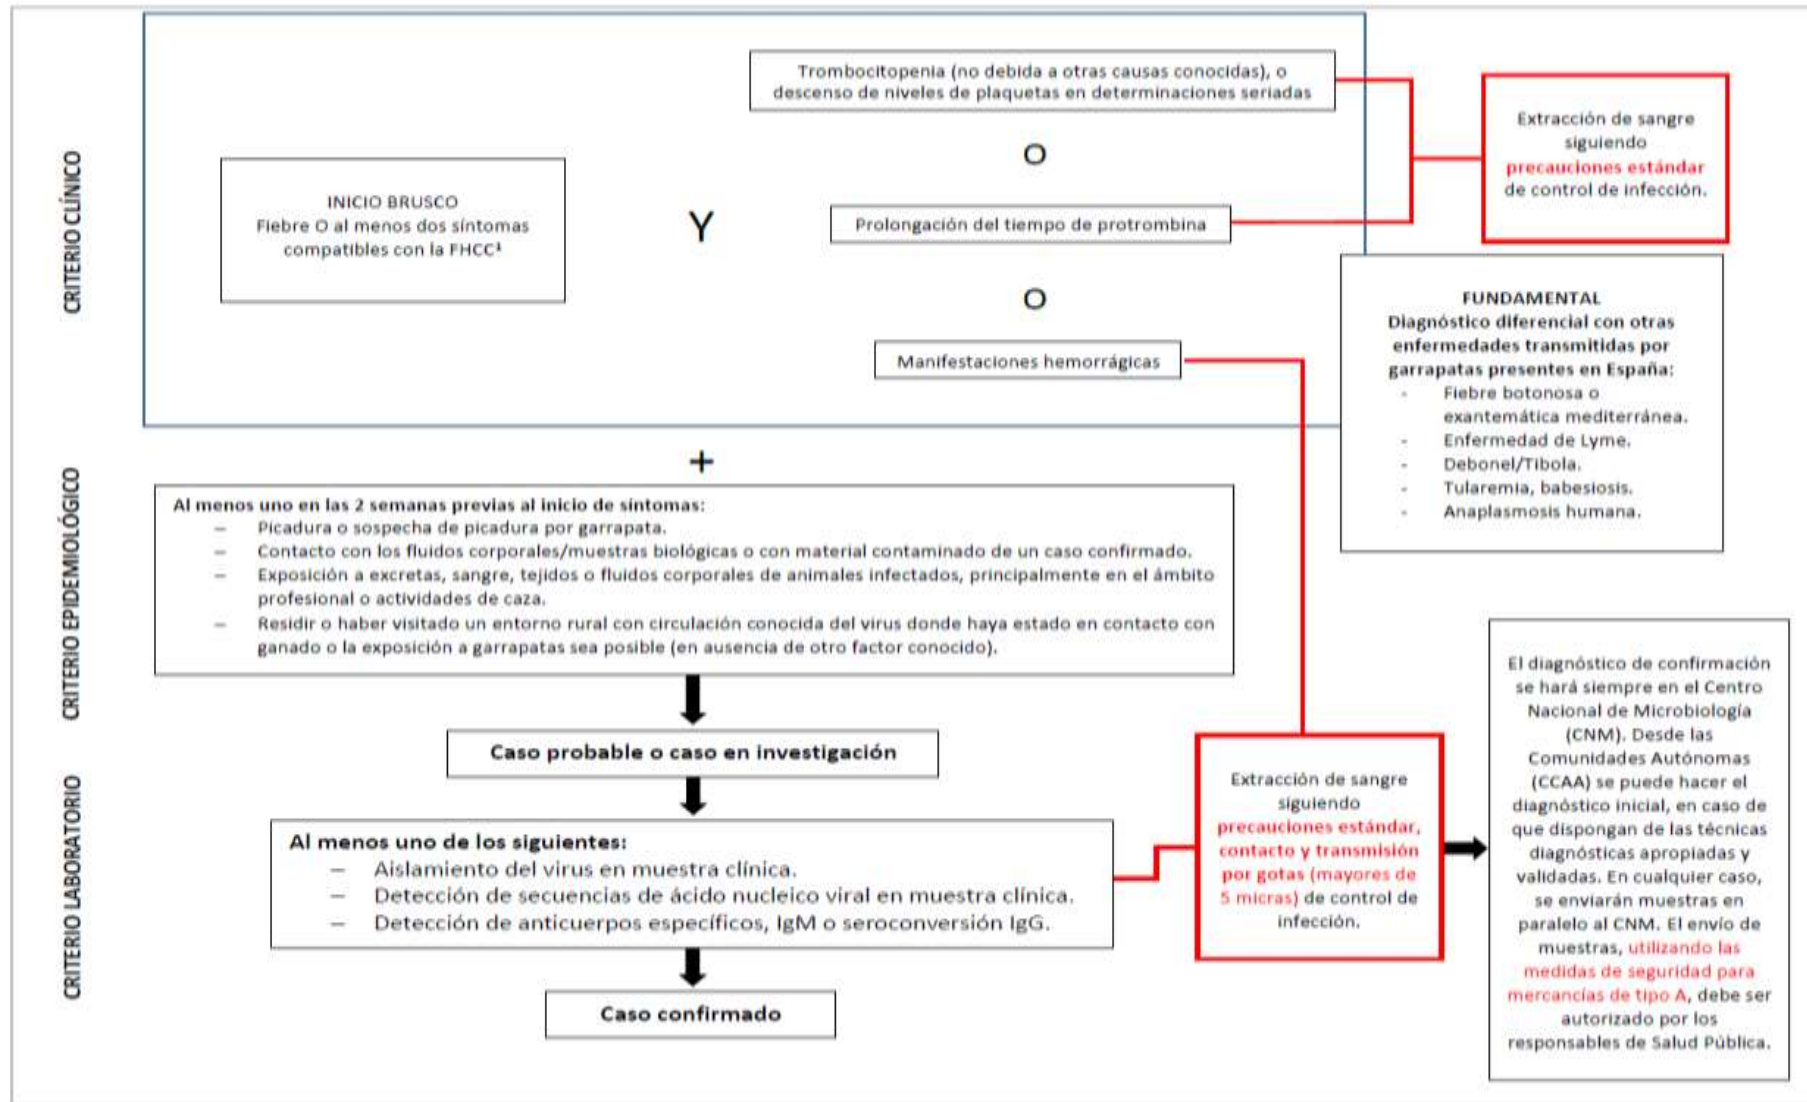 CRITERIO CLÍNICO
INICIO BRUSCO
Fiebre O al menos dos síntomas
compatibles con la FHCC¹
Y
Trombocitopenia (no debida a otras causas conocidas), o
descenso de niveles de plaquetas en determinaciones seriadas
O
Prolongación del tiempo de protrombina
O
Manifestaciones hemorrágicas
Extracción de sangre
siguiendo
precauciones estándar
de control de infección.
FUNDAMENTAL
Diagnóstico diferencial con otras
enfermedades transmitidas por
garrapatas presentes en España:
- Fiebre botonosa o
exantemática mediterránea.
- Enfermedad de Lyme.
- Debonel/Tibola.
- Tularemia, babesiosis.
- Anaplasmosis humana.
+
CRITERIO EPIDEMIOLÓGICO
Al menos uno en las 2 semanas previas al inicio de síntomas:
– Picadura o sospecha de picadura por garrapata.
– Contacto con los fluidos corporales/muestras biológicas o con material contaminado de un caso confirmado.
– Exposición a excretas, sangre, tejidos o fluidos corporales de animales infectados, principalmente en el ámbito
profesional o actividades de caza.
– Residir o haber visitado un entorno rural con circulación conocida del virus donde haya estado en contacto con
ganado o la exposición a garrapatas sea posible (en ausencia de otro factor conocido).
Caso probable o caso en investigación
CRITERIO LABORATORIO
Al menos uno de los siguientes:
– Aislamiento del virus en muestra clínica.
– Detección de secuencias de ácido nucleico viral en muestra clínica.
– Detección de anticuerpos específicos, IgM o seroconversión IgG.
Caso confirmado
Extracción de sangre
siguiendo
precauciones estándar,
contacto y transmisión
por gotas (mayores de
5 micras) de control de
infección.
El diagnóstico de confirmación
se hará siempre en el Centro
Nacional de Microbiología
(CNM). Desde las
Comunidades Autónomas
(CCAA) se puede hacer el
diagnóstico inicial, en caso de
que dispongan de las técnicas
diagnósticas apropiadas y
validadas. En cualquier caso,
se enviarán muestras en
paralelo al CNM. El envío de
muestras, utilizando las
medidas de seguridad para
mercancías de tipo A, debe ser
autorizado por los
responsables de Salud Pública.